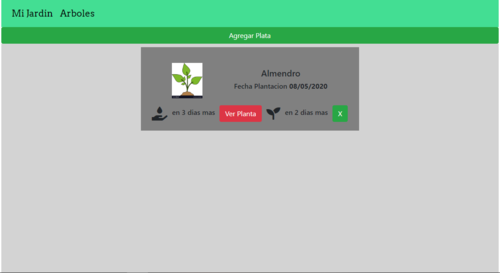 Mi Jardin Arboles
Agregar Plata
Almendro
Fecha Plantacion 08/05/2020
en 3 dias mas Ver Planta en 2 dias mas X